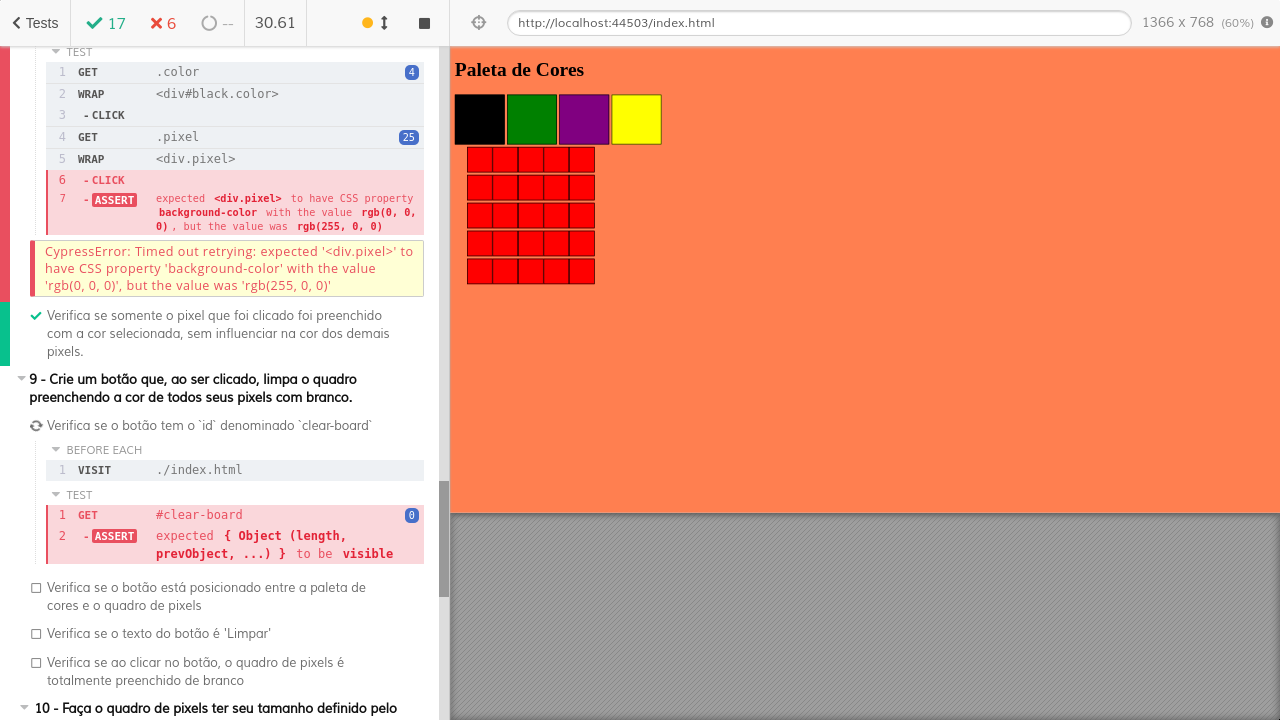 Tests 17 6 -- 30.61 http://localhost:44503/index.html 1366 x 768 (60%)
TEST
1 GET .color 4
2 WRAP <div#black.color>
3 - CLICK
4 GET .pixel 25
5 WRAP <div.pixel>
6 - CLICK
7 - ASSERT expected <div.pixel> to have CSS property
background-color with the value rgb(0, 0,
0) , but the value was rgb(255, 0, 0)
CypressError: Timed out retrying: expected '<div.pixel>' to
have CSS property 'background-color' with the value
'rgb(0, 0, 0)', but the value was 'rgb(255, 0, 0)'
Verifica se somente o pixel que foi clicado foi preenchido
com a cor selecionada, sem influenciar na cor dos demais
pixels.
9 - Crie um botão que, ao ser clicado, limpa o quadro
preenchendo a cor de todos seus pixels com branco.
Verifica se o botão tem o `id` denominado `clear-board`
BEFORE EACH
1 VISIT ./index.html
TEST
1 GET #clear-board 0
2 - ASSERT expected { Object (length,
prevObject, ...) } to be visible
Verifica se o botão está posicionado entre a paleta de
cores e o quadro de pixels
Verifica se o texto do botão é 'Limpar'
Verifica se ao clicar no botão, o quadro de pixels é
totalmente preenchido de branco
10 - Faça o quadro de pixels ter seu tamanho definido pelo
Paleta de Cores